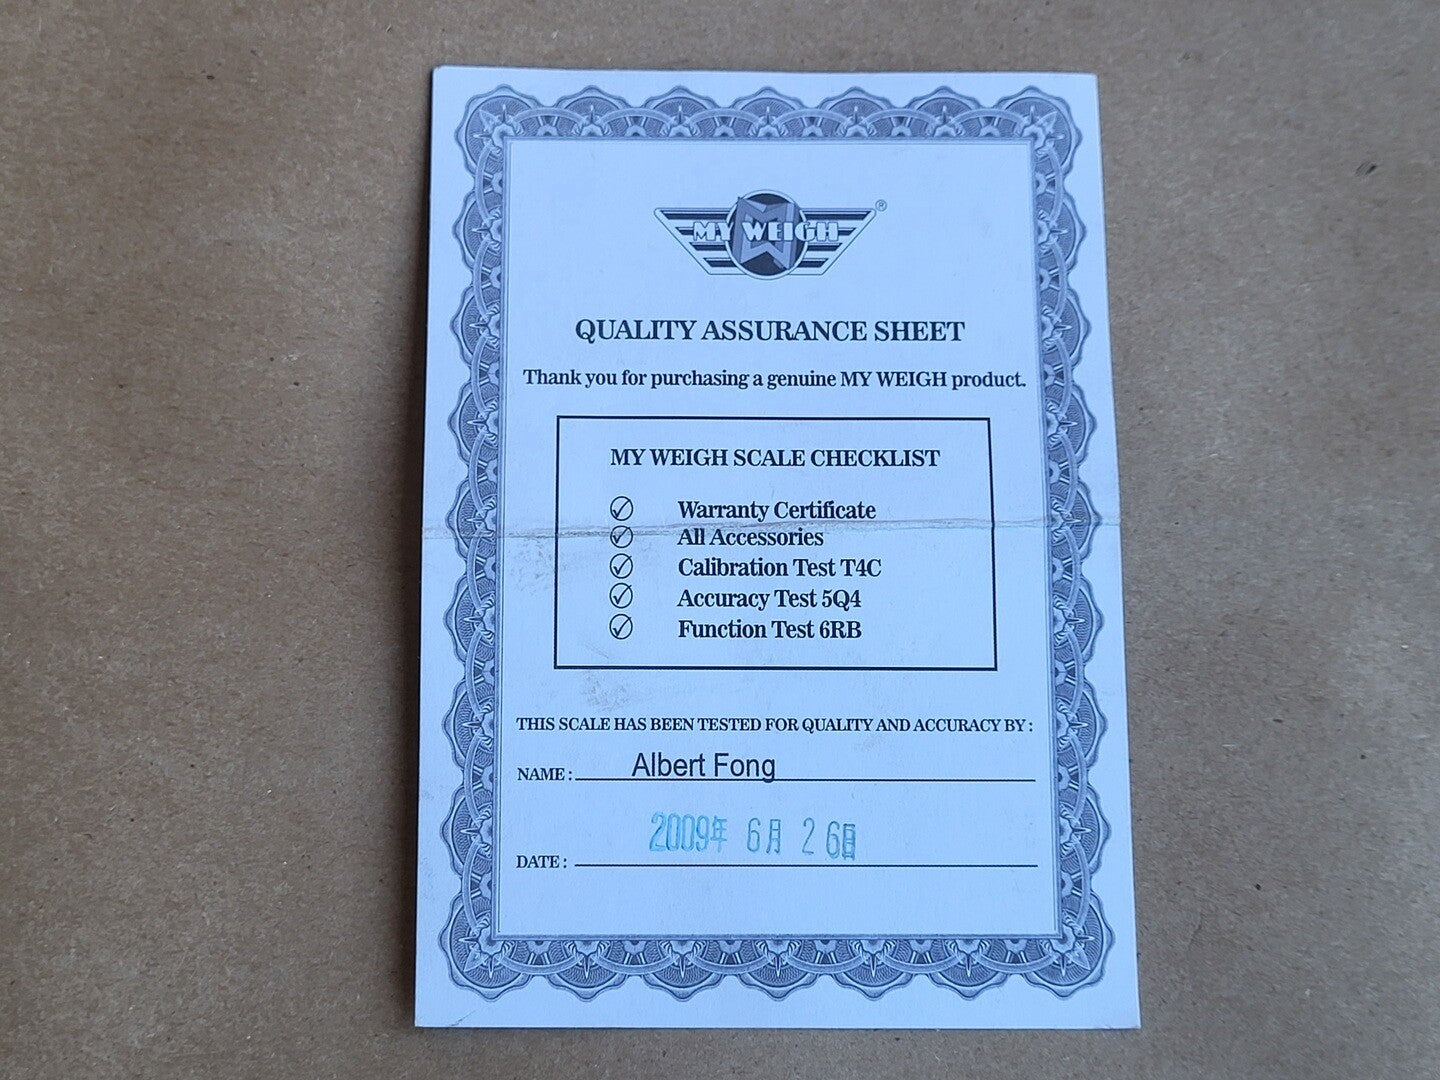 MY WEIGH ®
QUALITY ASSURANCE SHEET
Thank you for purchasing a genuine MY WEIGH product.
MY WEIGH SCALE CHECKLIST
Warranty Certificate
All Accessories
Calibration Test T4C
Accuracy Test 5Q4
Function Test 6RB
THIS SCALE HAS BEEN TESTED FOR QUALITY AND ACCURACY BY :
NAME : Albert Fong
DATE : 2009年 6月 26日